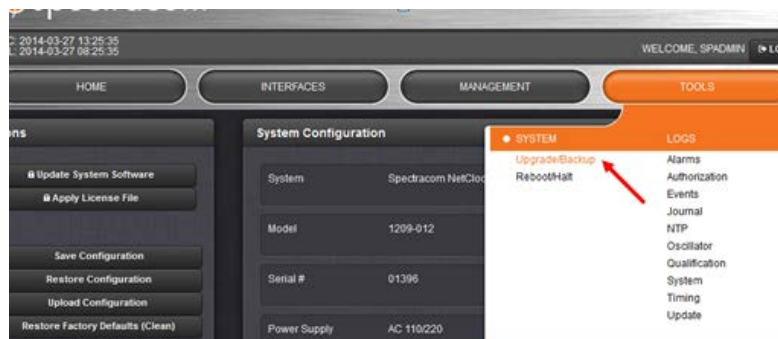 2014-03-27 13:25:35
L: 2014-03-27 08:25:35
WELCOME, SPADMIN
HOME
INTERFACES
MANAGEMENT
TOOLS
System Configuration
Update System Software
Apply License File
Save Configuration
Restore Configuration
Upload Configuration
Restore Factory Defaults (Clean)
System
Spectracom NetCloc
Model
1209-012
Serial #
01396
Power Supply
AC 110/220
SYSTEM
Upgrade/Backup
Reboot/Halt
LOGS
Alarms
Authorization
Events
Journal
NTP
Oscillator
Qualification
System
Timing
Update